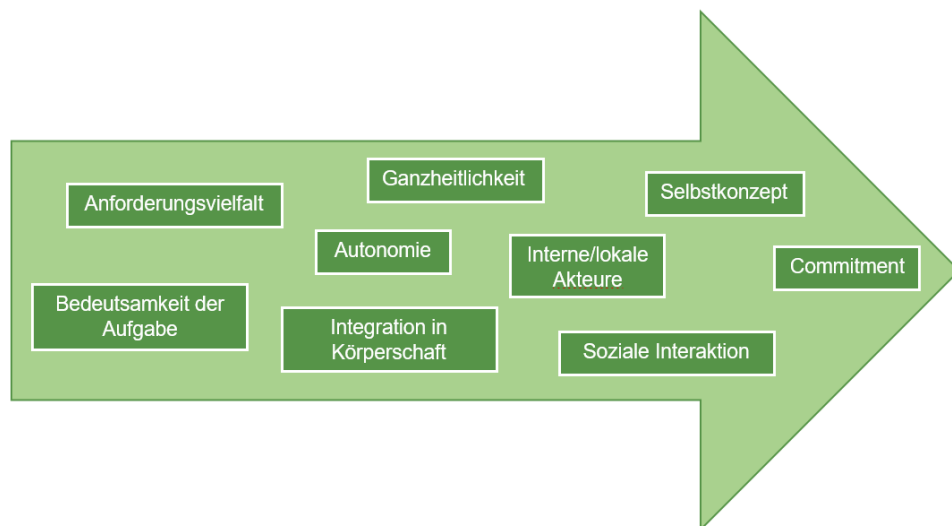 Ganzheitlichkeit
Selbstkonzept
Anforderungsvielfalt
Autonomie
Interne/lokale
Akteure
Commitment
Bedeutsamkeit der
Aufgabe
Integration in
Körperschaft
Soziale Interaktion